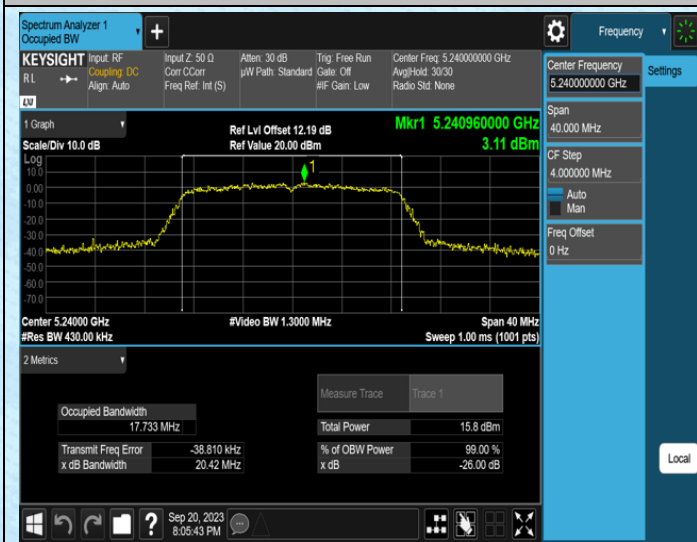 Spectrum Analyzer 1
Occupied BW
+
Frequency
KEYSIGHT
RL
LXI
Input: RF
Coupling: DC
Align: Auto
Input Z: 50 Ω
Corr CCorr
Freq Ref: Int (S)
Atten: 30 dB
µW Path: Standard
Trig: Free Run
Gate: Off
#IF Gain: Low
Center Freq: 5.240000000 GHz
Avg|Hold: 30/30
Radio Std: None
Center Frequency
5.240000000 GHz
Settings
Span
40.000 MHz
CF Step
4.000000 MHz
Auto
Man
Freq Offset
0 Hz
1 Graph
Scale/Div 10.0 dB
Ref Lvl Offset 12.19 dB
Ref Value 20.00 dBm
Mkr1 5.240960000 GHz
3.11 dBm
Log
10.0
0.00
-10.0
-20.0
-30.0
-40.0
-50.0
-60.0
-70.0
1
Center 5.24000 GHz
#Res BW 430.00 kHz
#Video BW 1.3000 MHz
Span 40 MHz
Sweep 1.00 ms (1001 pts)
2 Metrics
Measure Trace Trace 1
Occupied Bandwidth
17.733 MHz
Total Power 15.8 dBm
Transmit Freq Error -38.810 kHz
% of OBW Power 99.00 %
x dB Bandwidth 20.42 MHz
x dB -26.00 dB
Local
?
Sep 20, 2023
8:05:43 PM